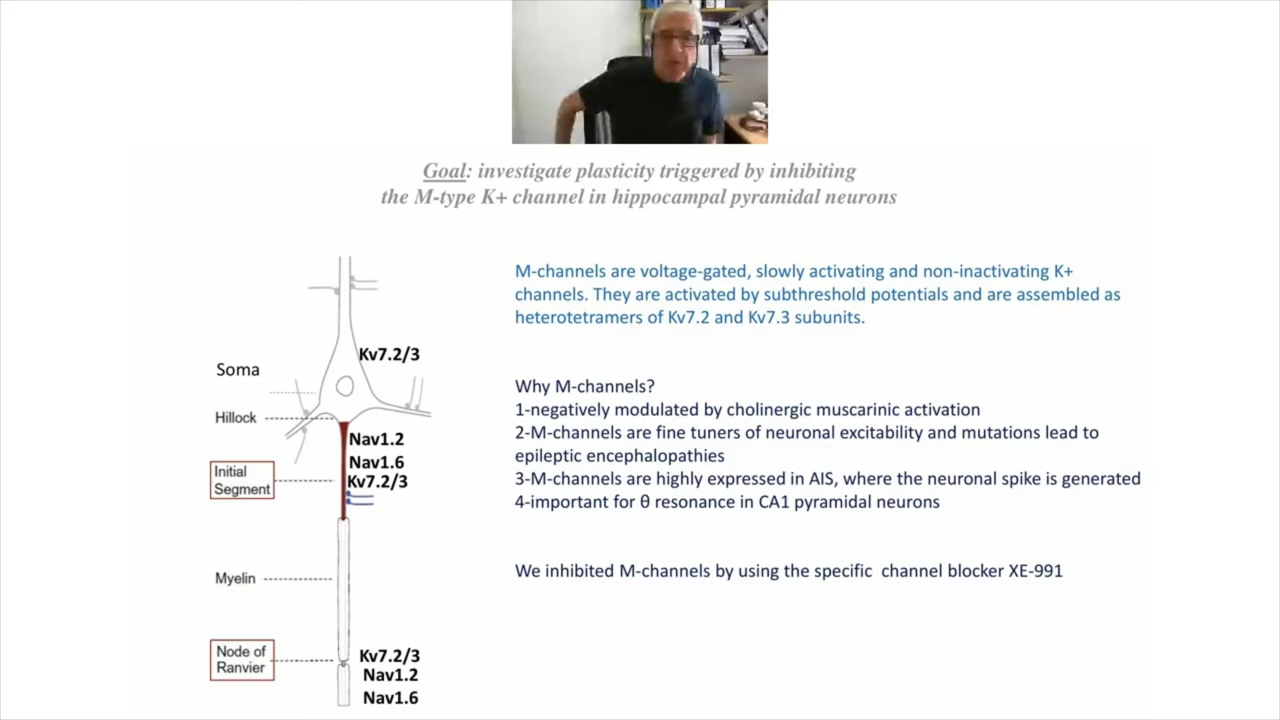 Goal: investigate plasticity triggered by inhibiting
the M-type K+ channel in hippocampal pyramidal neurons
M-channels are voltage-gated, slowly activating and non-inactivating K+
channels. They are activated by subthreshold potentials and are assembled as
heterotetramers of Kv7.2 and Kv7.3 subunits.
Why M-channels?
1-negatively modulated by cholinergic muscarinic activation
2-M-channels are fine tuners of neuronal excitability and mutations lead to
epileptic encephalopathies
3-M-channels are highly expressed in AIS, where the neuronal spike is generated
4-important for θ resonance in CA1 pyramidal neurons
We inhibited M-channels by using the specific  channel blocker XE-991
Kv7.2/3
Soma
Hillock
Nav1.2
Nav1.6
Kv7.2/3
Initial
Segment
Myelin
Node of
Ranvier
Kv7.2/3
Nav1.2
Nav1.6